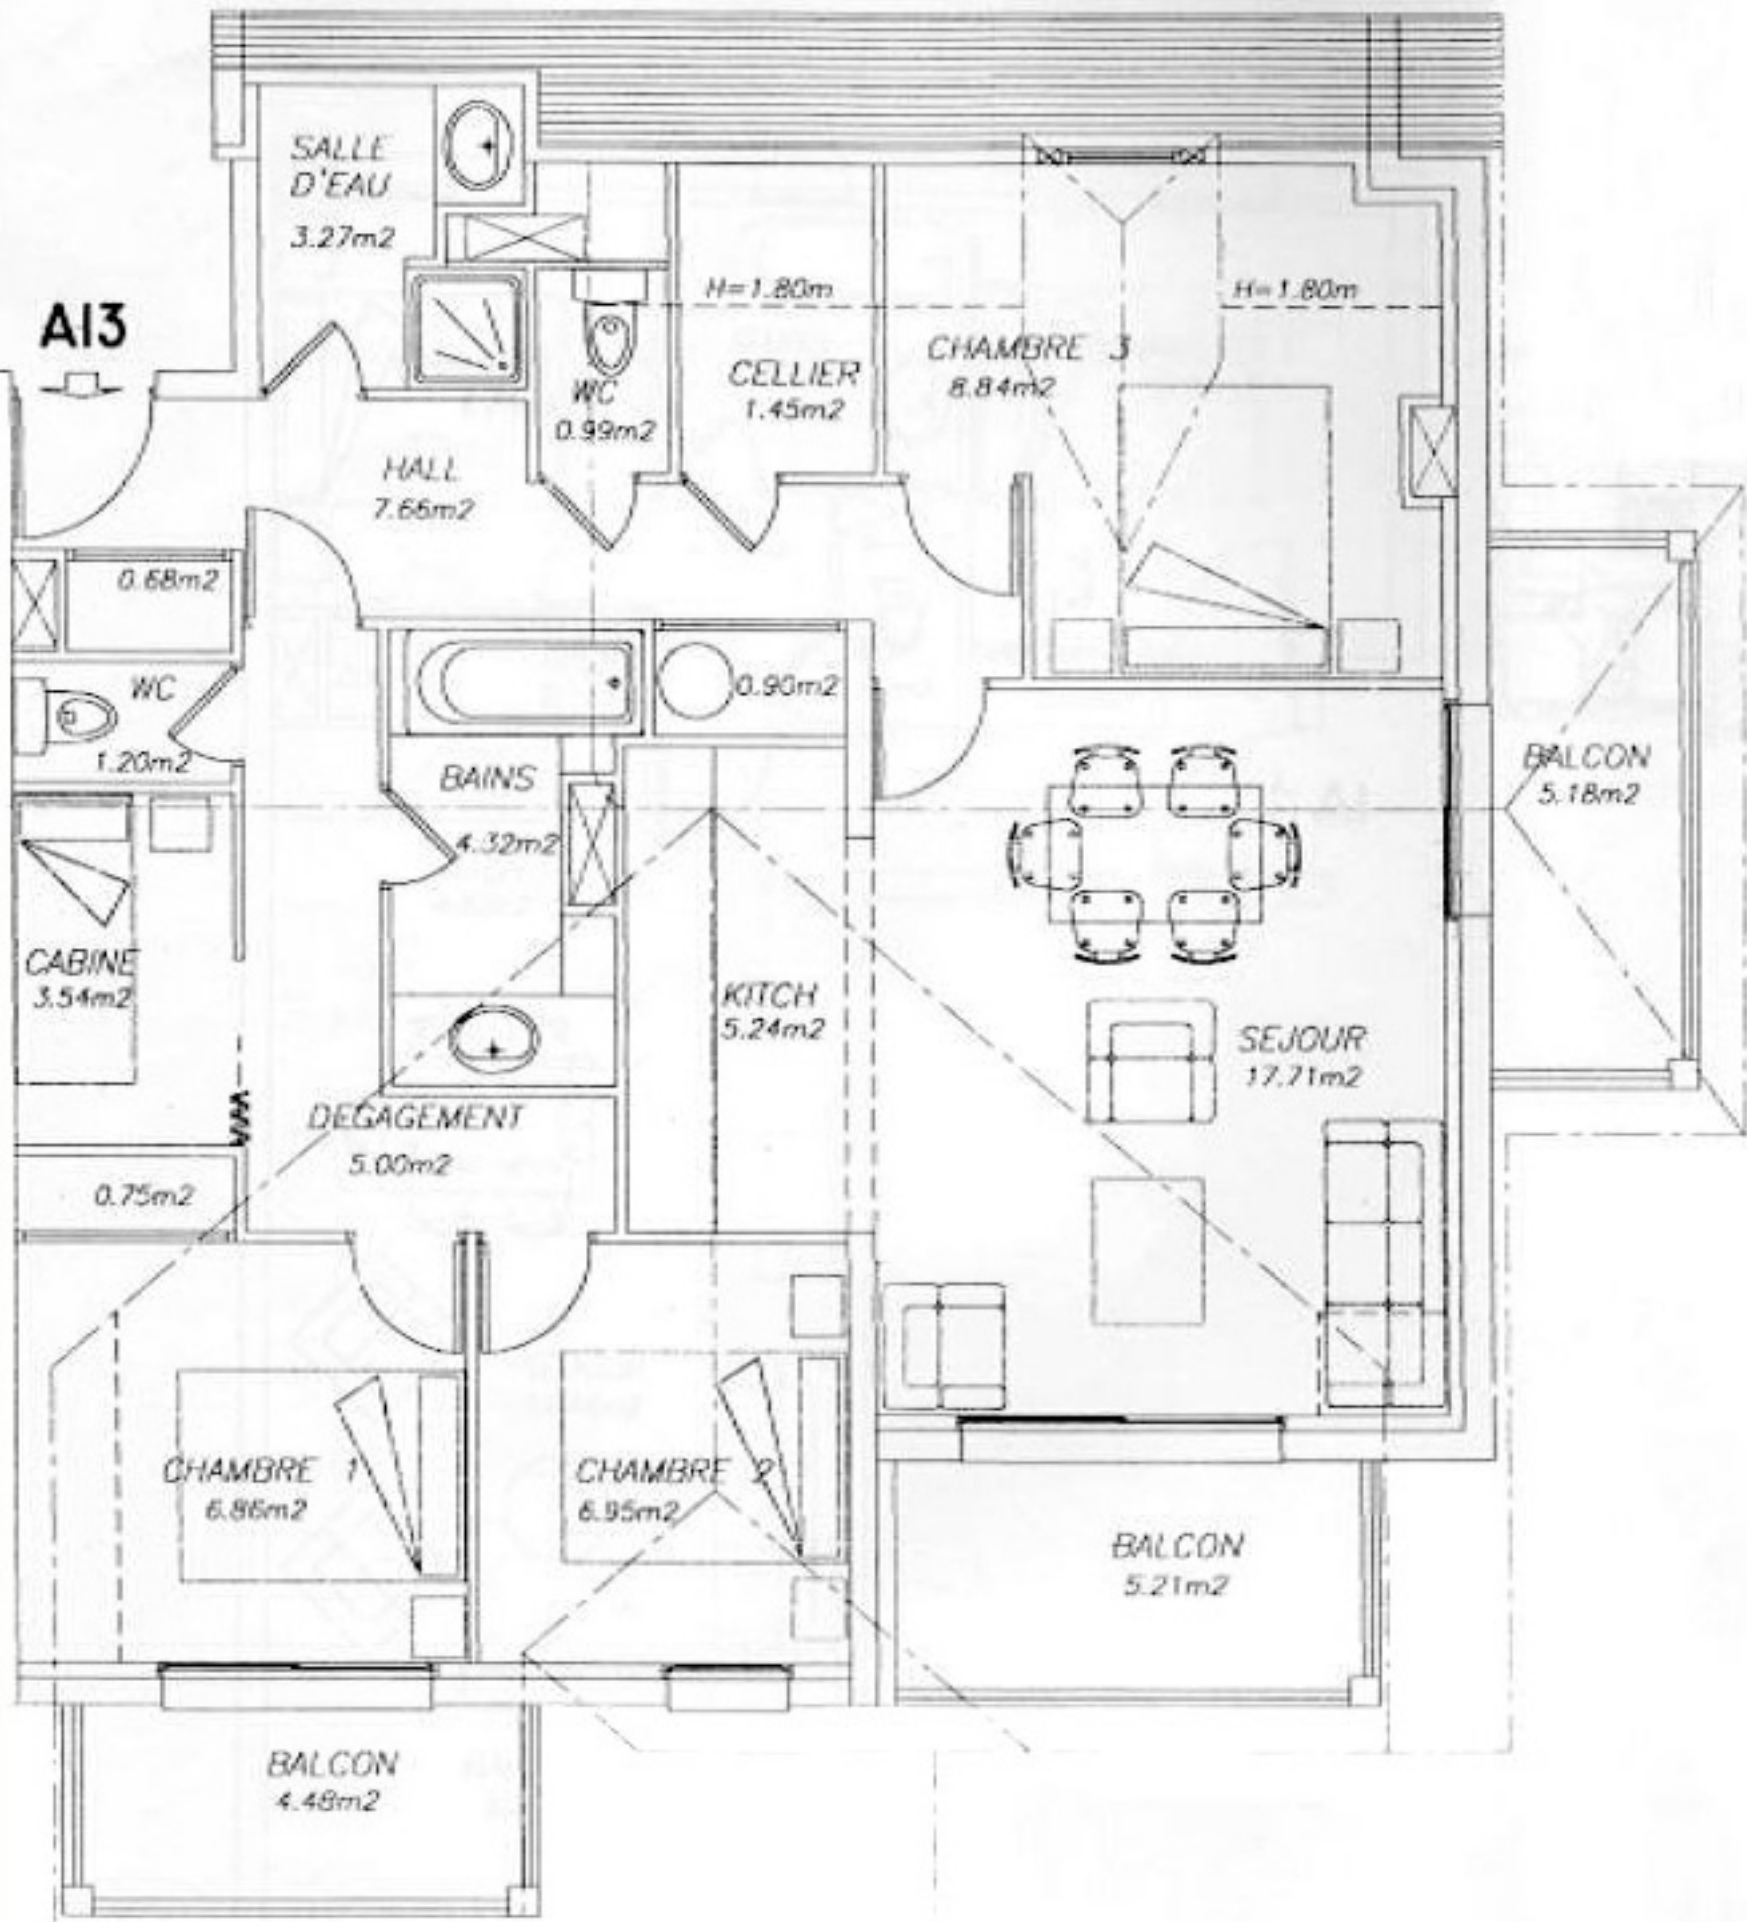 SALLE
D'EAU
3.27m2
A13
H=1.80m
H=1.80m
CHAMBRE 3
8.84m2
CELLIER
1.45m2
WC
0.99m2
HALL
7.66m2
0.68m2
WC
1.20m2
0.90m2
BAINS
4.32m2
BALCON
5.18m2
CABINE
3.54m2
KITCH
5.24m2
SEJOUR
17.71m2
DEGAGEMENT
5.00m2
0.75m2
CHAMBRE 1
6.86m2
CHAMBRE 2
6.95m2
BALCON
5.21m2
BALCON
4.48m2